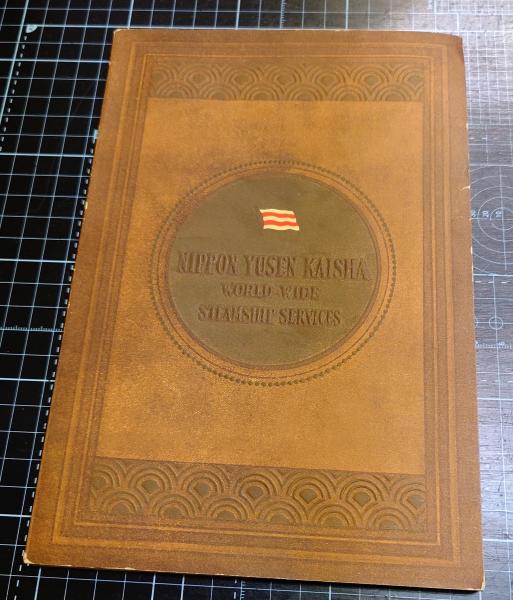 NIPPON YUSEN KAISHA
WORLD-WIDE
STEAMSHIP SERVICES